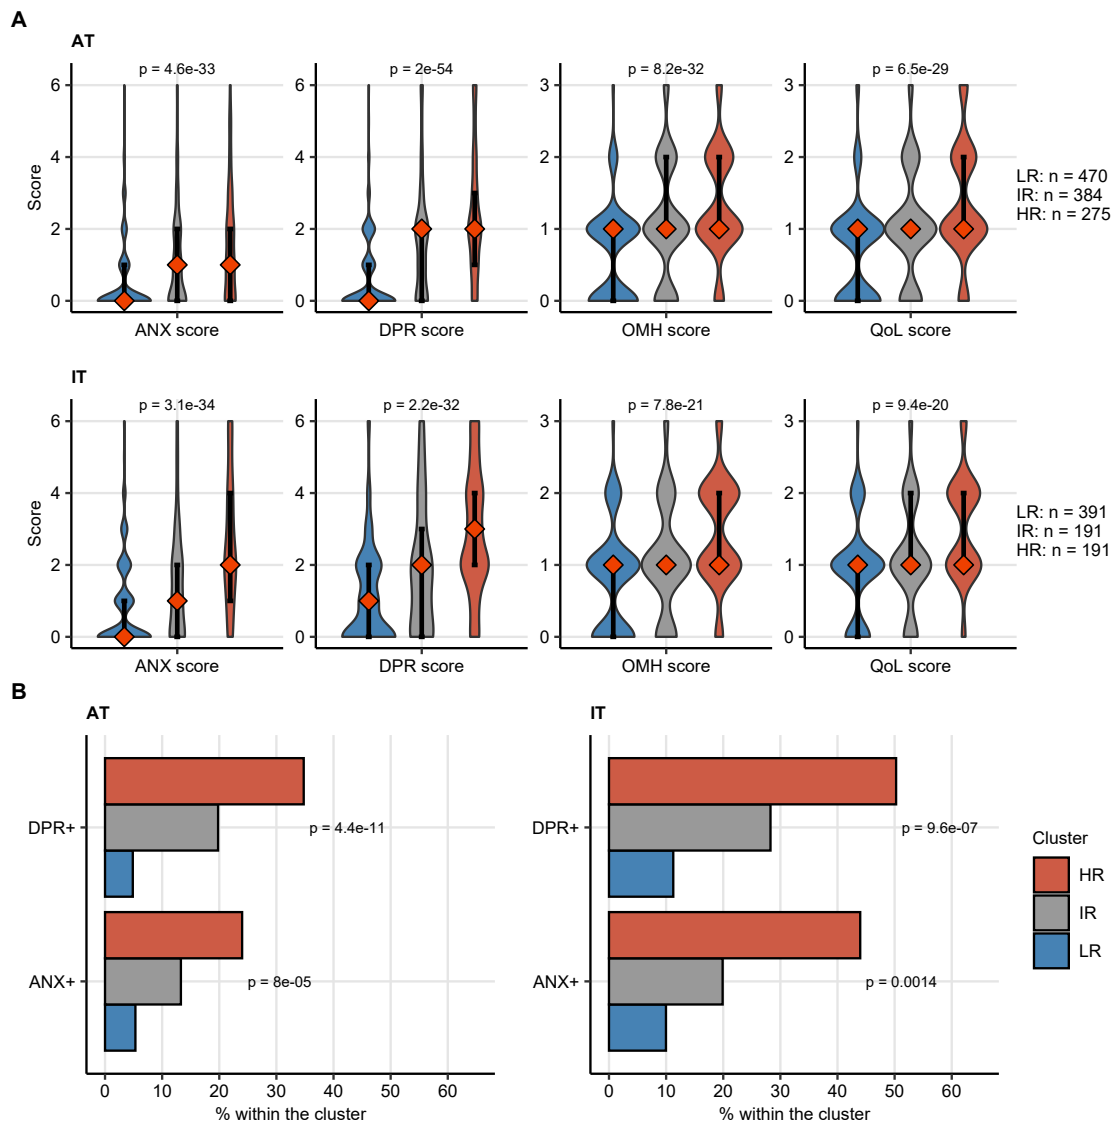 A
AT
p = 4.6e-33
p = 2e-54
p = 8.2e-32
p = 6.5e-29
Score
6
4
2
0
6
4
2
0
3
2
1
0
3
2
1
0
LR: n = 470
IR: n = 384
HR: n = 275
ANX score
DPR score
OMH score
QoL score
IT
p = 3.1e-34
p = 2.2e-32
p = 7.8e-21
p = 9.4e-20
Score
6
4
2
0
6
4
2
0
3
2
1
0
3
2
1
0
LR: n = 391
IR: n = 191
HR: n = 191
ANX score
DPR score
OMH score
QoL score
B
AT
DPR+
p = 4.4e-11
ANX+
p = 8e-05
0 10 20 30 40 50 60
% within the cluster
IT
DPR+
p = 9.6e-07
ANX+
p = 0.0014
0 10 20 30 40 50 60
% within the cluster
Cluster
HR
IR
LR